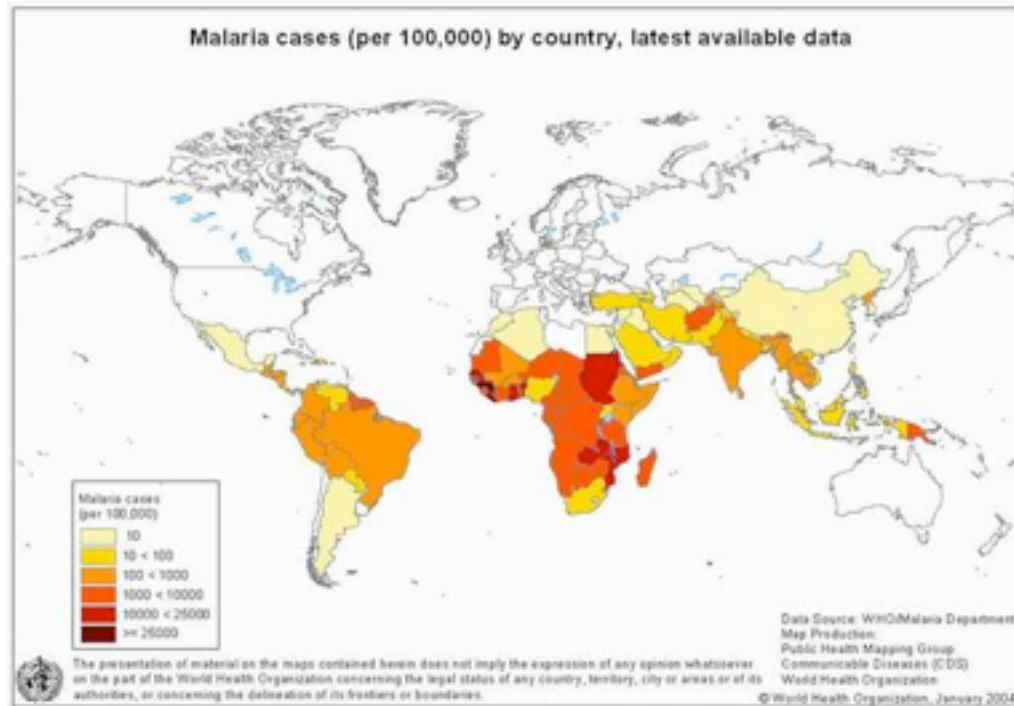 Malaria cases (per 100,000) by country, latest available data
Malaria cases
(per 100,000)
10
10 < 100
100 < 1000
1000 < 10000
10000 < 25000
>= 25000
Data Source: WHO/Malaria Department
Map Production:
Public Health Mapping Group
Communicable Diseases (CDS)
World Health Organization
The presentation of material on the maps contained herein does not imply the expression of any opinion whatsoever
on the part of the World Health Organization concerning the legal status of any country, territory, city or areas or of its
authorities, or concerning the delineation of its frontiers or boundaries.
© World Health Organization, January 2004